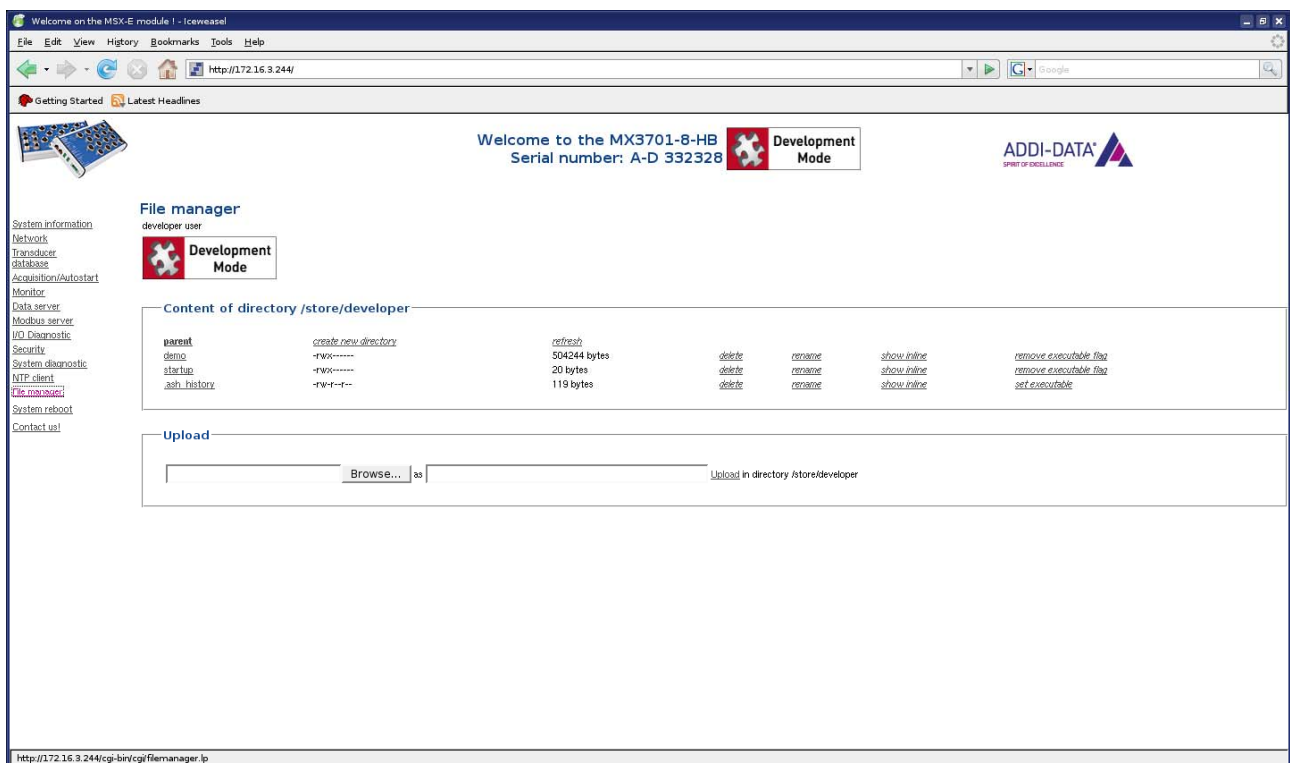 Welcome on the MSX-E module ! - Iceweasel
File Edit View History Bookmarks Tools Help
http://172.16.3.244/
G Google
Getting Started Latest Headlines
Welcome to the MX3701-8-HB
Serial number: A-D 332328
Development
Mode
ADDI-DATA®
SPIRIT OF EXCELLENCE
System information
Network
Transducer
database
Acquisition/Autostart
Monitor
Data server
Modbus server
I/O Diagnostic
Security
System diagnostic
NTP client
File manager
System reboot
Contact us!
File manager
developer user
Development
Mode
Content of directory /store/developer
parent create new directory refresh
demo -rwx------ 504244 bytes delete rename show inline remove executable flag
startup -rwx------ 20 bytes delete rename show inline remove executable flag
.ash_history -rw-r--r-- 119 bytes delete rename show inline set executable
Upload
Browse... as Upload in directory /store/developer
http://172.16.3.244/cgi-bin/cgi/filemanager.lp